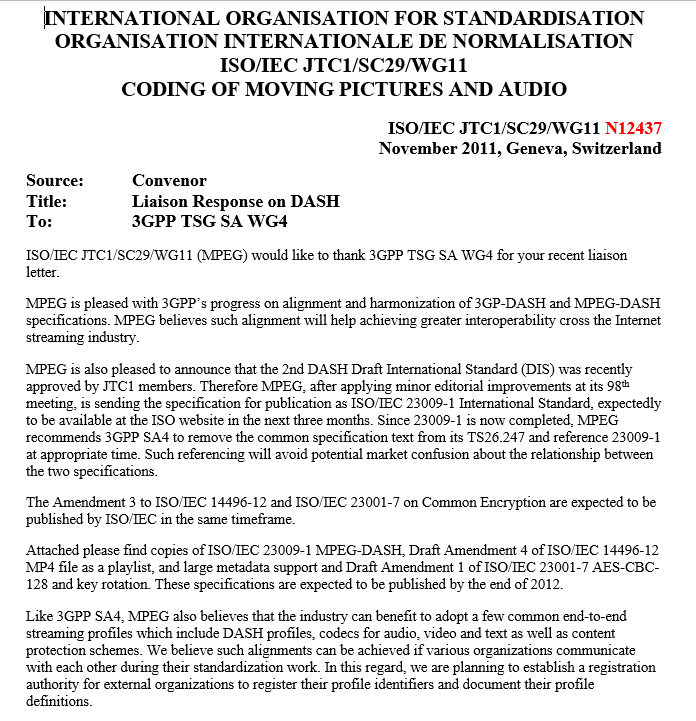 INTERNATIONAL ORGANISATION FOR STANDARDISATION
ORGANISATION INTERNATIONALE DE NORMALISATION
ISO/IEC JTC1/SC29/WG11
CODING OF MOVING PICTURES AND AUDIO
ISO/IEC JTC1/SC29/WG11 N12437
November 2011, Geneva, Switzerland
Source: Convenor
Title: Liaison Response on DASH
To: 3GPP TSG SA WG4
ISO/IEC JTC1/SC29/WG11 (MPEG) would like to thank 3GPP TSG SA WG4 for your recent liaison
letter.
MPEG is pleased with 3GPP’s progress on alignment and harmonization of 3GP-DASH and MPEG-DASH
specifications. MPEG believes such alignment will help achieving greater interoperability cross the Internet
streaming industry.
MPEG is also pleased to announce that the 2nd DASH Draft International Standard (DIS) was recently
approved by JTC1 members. Therefore MPEG, after applying minor editorial improvements at its 98th
meeting, is sending the specification for publication as ISO/IEC 23009-1 International Standard, expectedly
to be available at the ISO website in the next three months. Since 23009-1 is now completed, MPEG
recommends 3GPP SA4 to remove the common specification text from its TS26.247 and reference 23009-1
at appropriate time. Such referencing will avoid potential market confusion about the relationship between
the two specifications.
The Amendment 3 to ISO/IEC 14496-12 and ISO/IEC 23001-7 on Common Encryption are expected to be
published by ISO/IEC in the same timeframe.
Attached please find copies of ISO/IEC 23009-1 MPEG-DASH, Draft Amendment 4 of ISO/IEC 14496-12
MP4 file as a playlist, and large metadata support and Draft Amendment 1 of ISO/IEC 23001-7 AES-CBC-
128 and key rotation. These specifications are expected to be published by the end of 2012.
Like 3GPP SA4, MPEG also believes that the industry can benefit to adopt a few common end-to-end
streaming profiles which include DASH profiles, codecs for audio, video and text as well as content
protection schemes. We believe such alignments can be achieved if various organizations communicate
with each other during their standardization work. In this regard, we are planning to establish a registration
authority for external organizations to register their profile identifiers and document their profile
definitions.